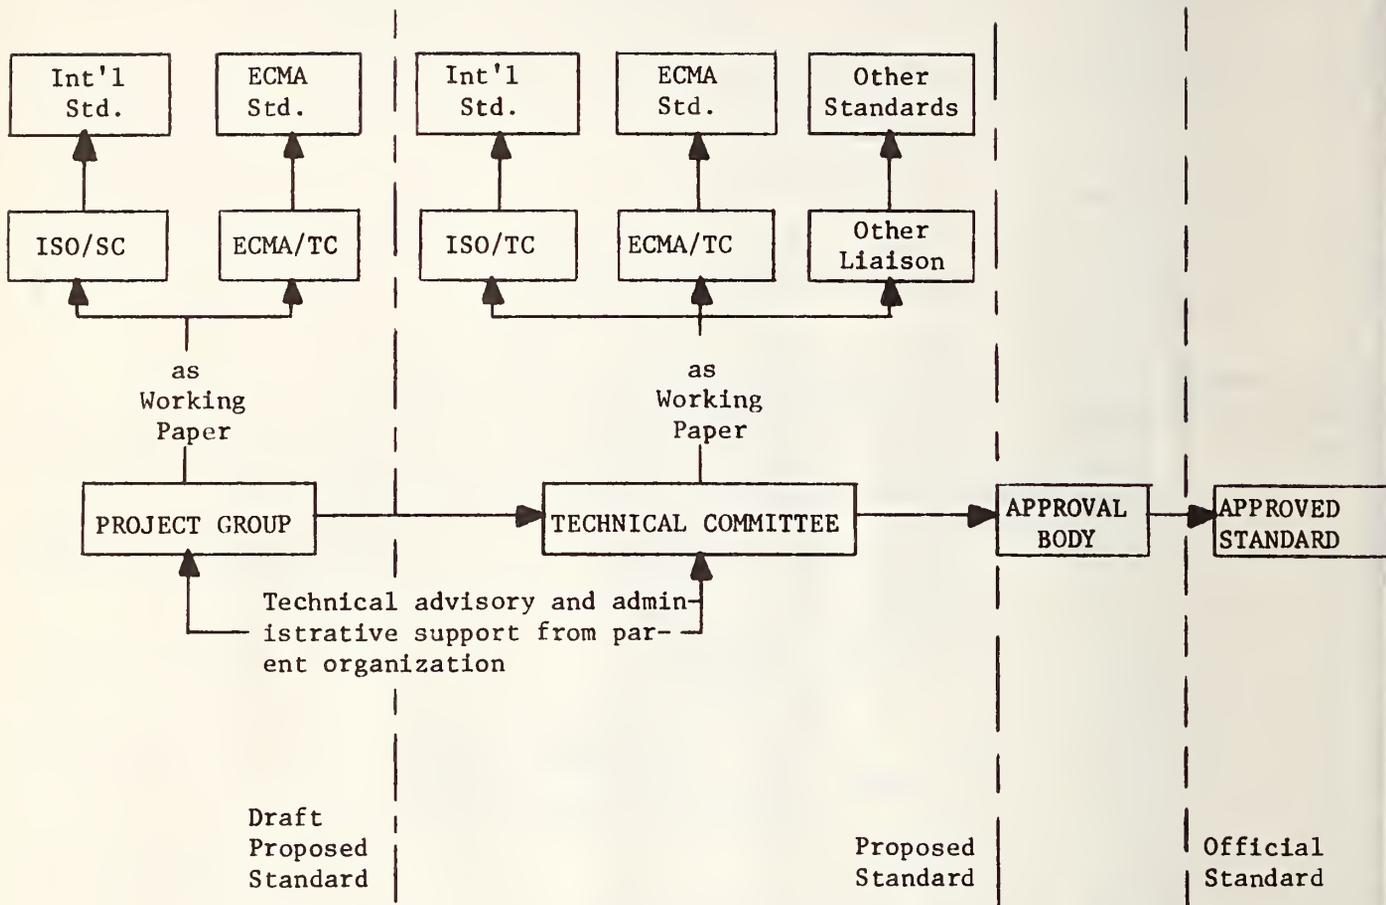 Int'l
Std.
ECMA
Std.
Int'l
Std.
ECMA
Std.
Other
Standards
ISO/SC
ECMA/TC
ISO/TC
ECMA/TC
Other
Liaison
as
Working
Paper
as
Working
Paper
PROJECT GROUP
TECHNICAL COMMITTEE
APPROVAL
BODY
APPROVED
STANDARD
Technical advisory and admin-
istrative support from par-
ent organization
Draft
Proposed
Standard
Proposed
Standard
Official
Standard